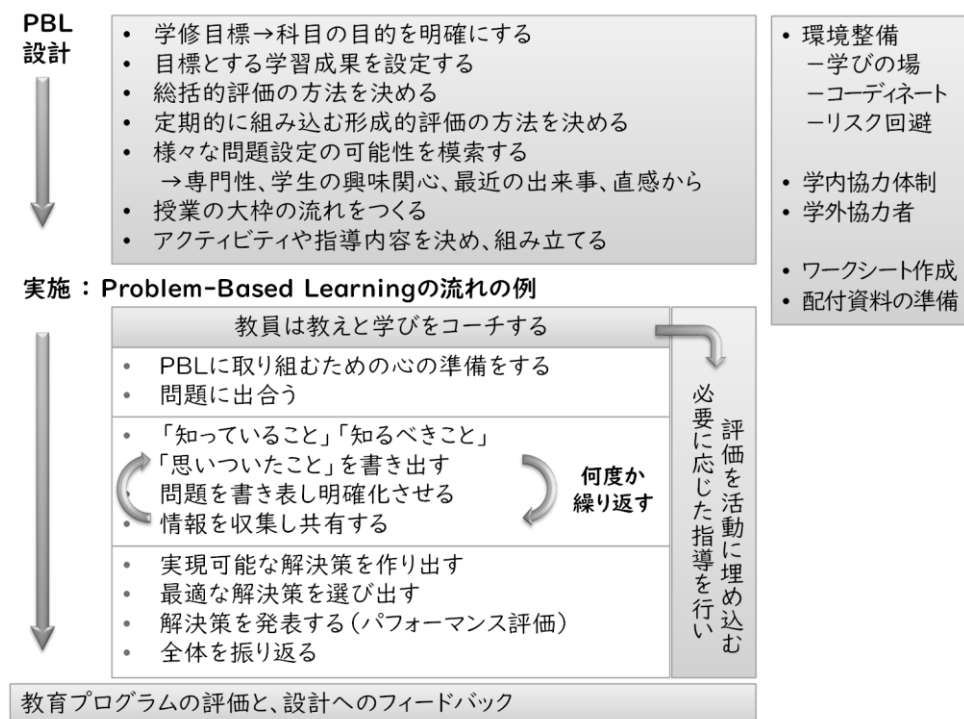 PBL
設計
• 学修目標→科目の目的を明確にする
• 目標とする学習成果を設定する
• 総括的評価の方法を決める
• 定期的に組み込む形成的評価の方法を決める
• 様々な問題設定の可能性を模索する
→専門性、学生の興味関心、最近の出来事、直感から
• 授業の大枠の流れをつくる
• アクティビティや指導内容を決め、組み立てる
• 環境整備
－学びの場
－コーディネート
－リスク回避
• 学内協力体制
• 学外協力者
• ワークシート作成
• 配付資料の準備
実施：Problem-Based Learningの流れの例
教員は教えと学びをコーチする
• PBLに取り組むための心の準備をする
• 問題に出合う
• 「知っていること」「知るべきこと」
「思いついたこと」を書き出す
• 問題を書き表し明確化させる
• 情報を収集し共有する
何度か
繰り返す
• 実現可能な解決策を作り出す
• 最適な解決策を選び出す
• 解決策を発表する（パフォーマンス評価）
• 全体を振り返る
評価を活動に埋め込む
必要に応じた指導を行い
教育プログラムの評価と、設計へのフィードバック